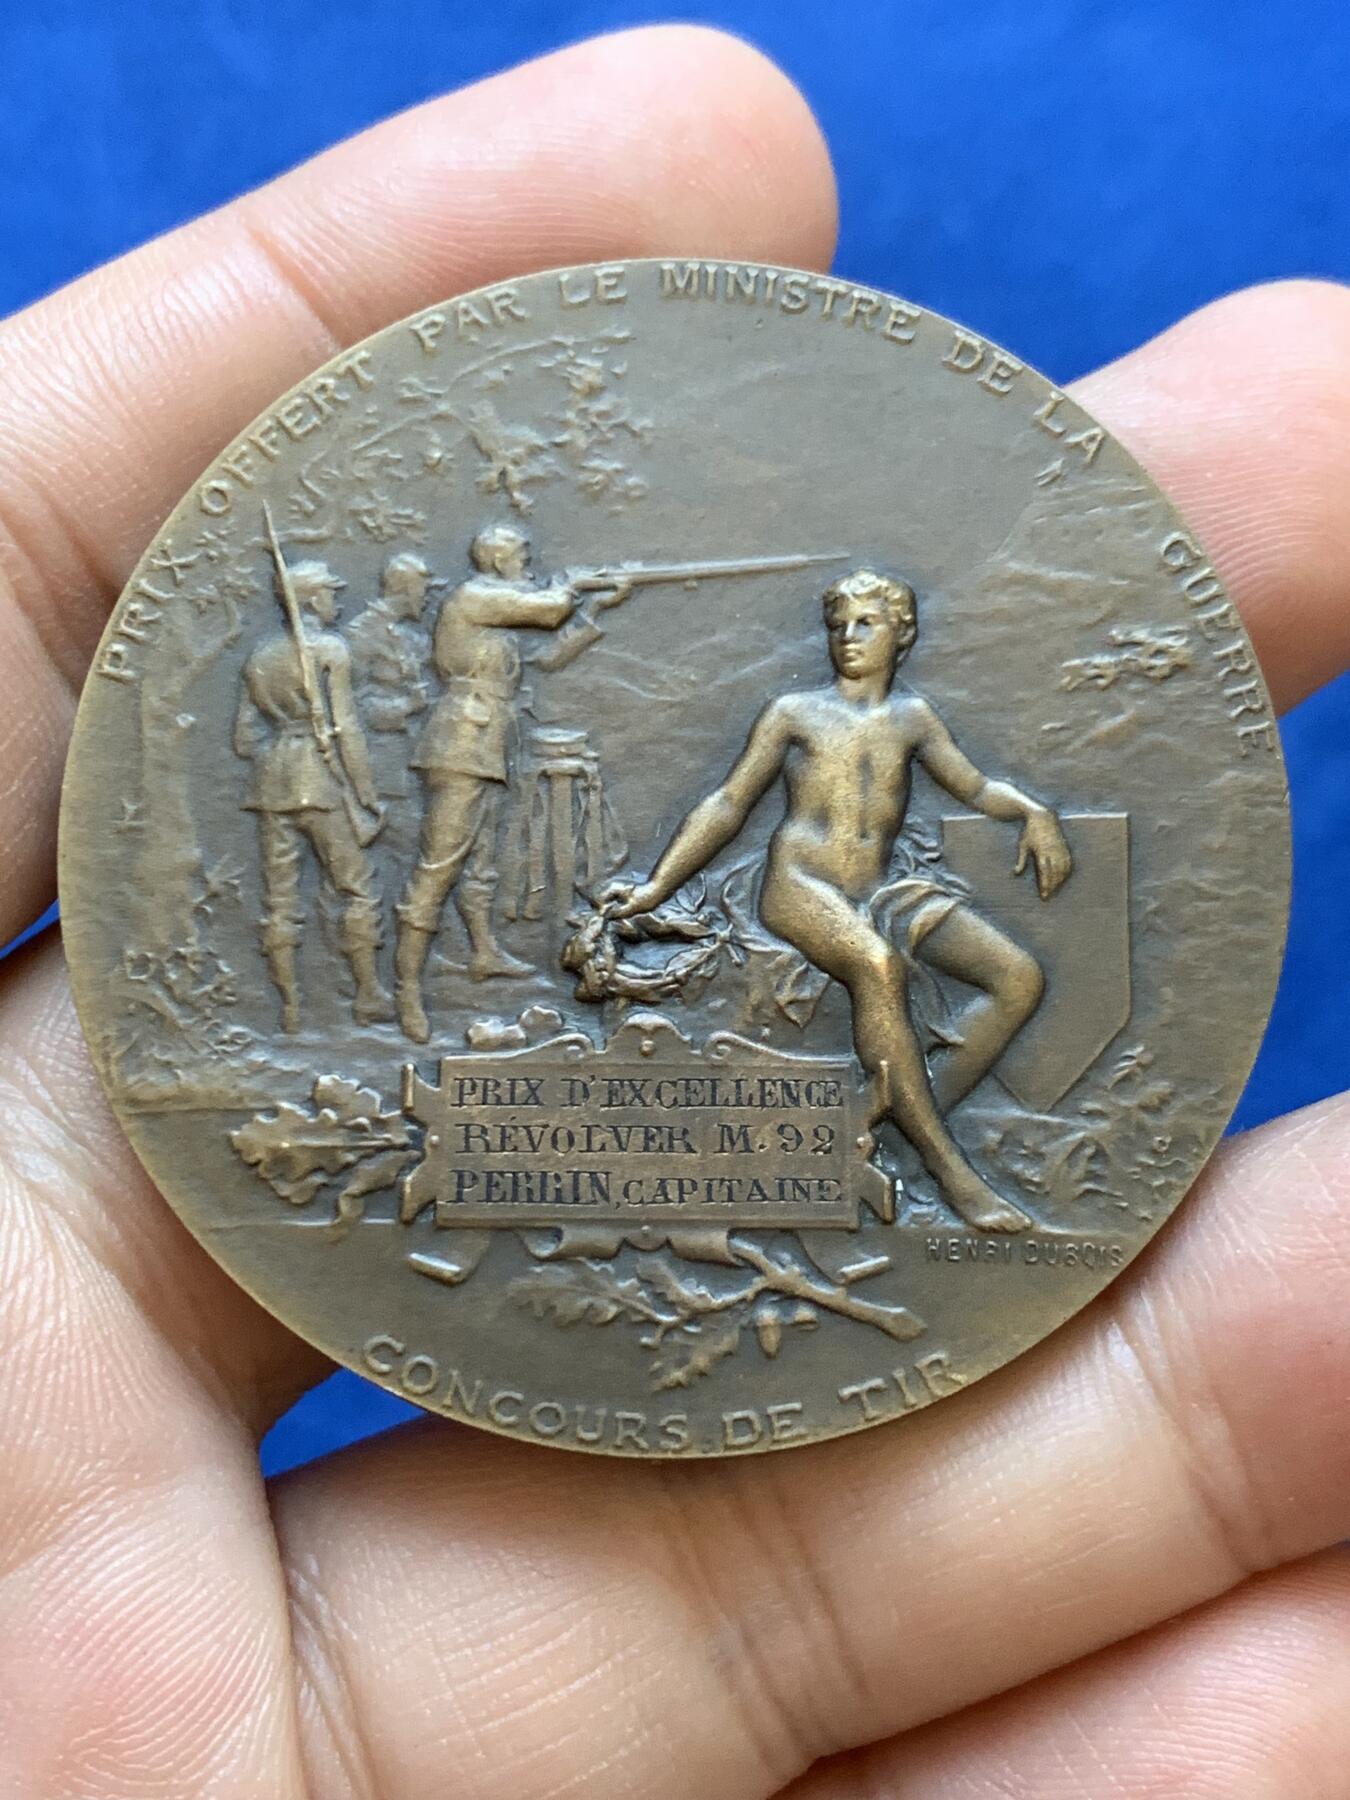 PRIX OFFERT PAR LE MINISTRE DE LA GUERRE
PRIX D'EXCELLENCE
RÉVOLVER M. 92
PERRIN, CAPITAINE
HENRI DUBOIS
CONCOURS DE TIR